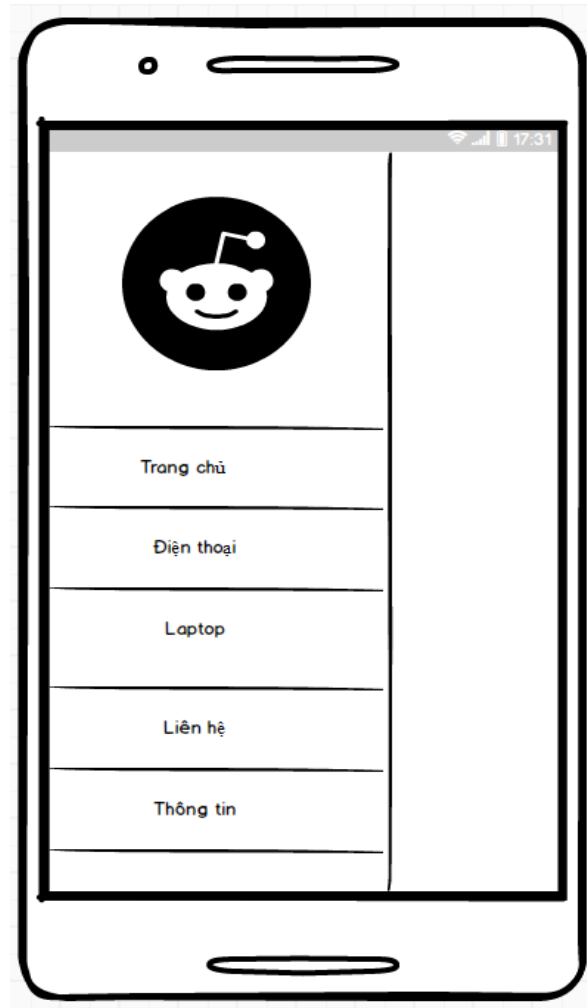 17:31
Trang chủ
Điện thoại
Laptop
Liên hệ
Thông tin